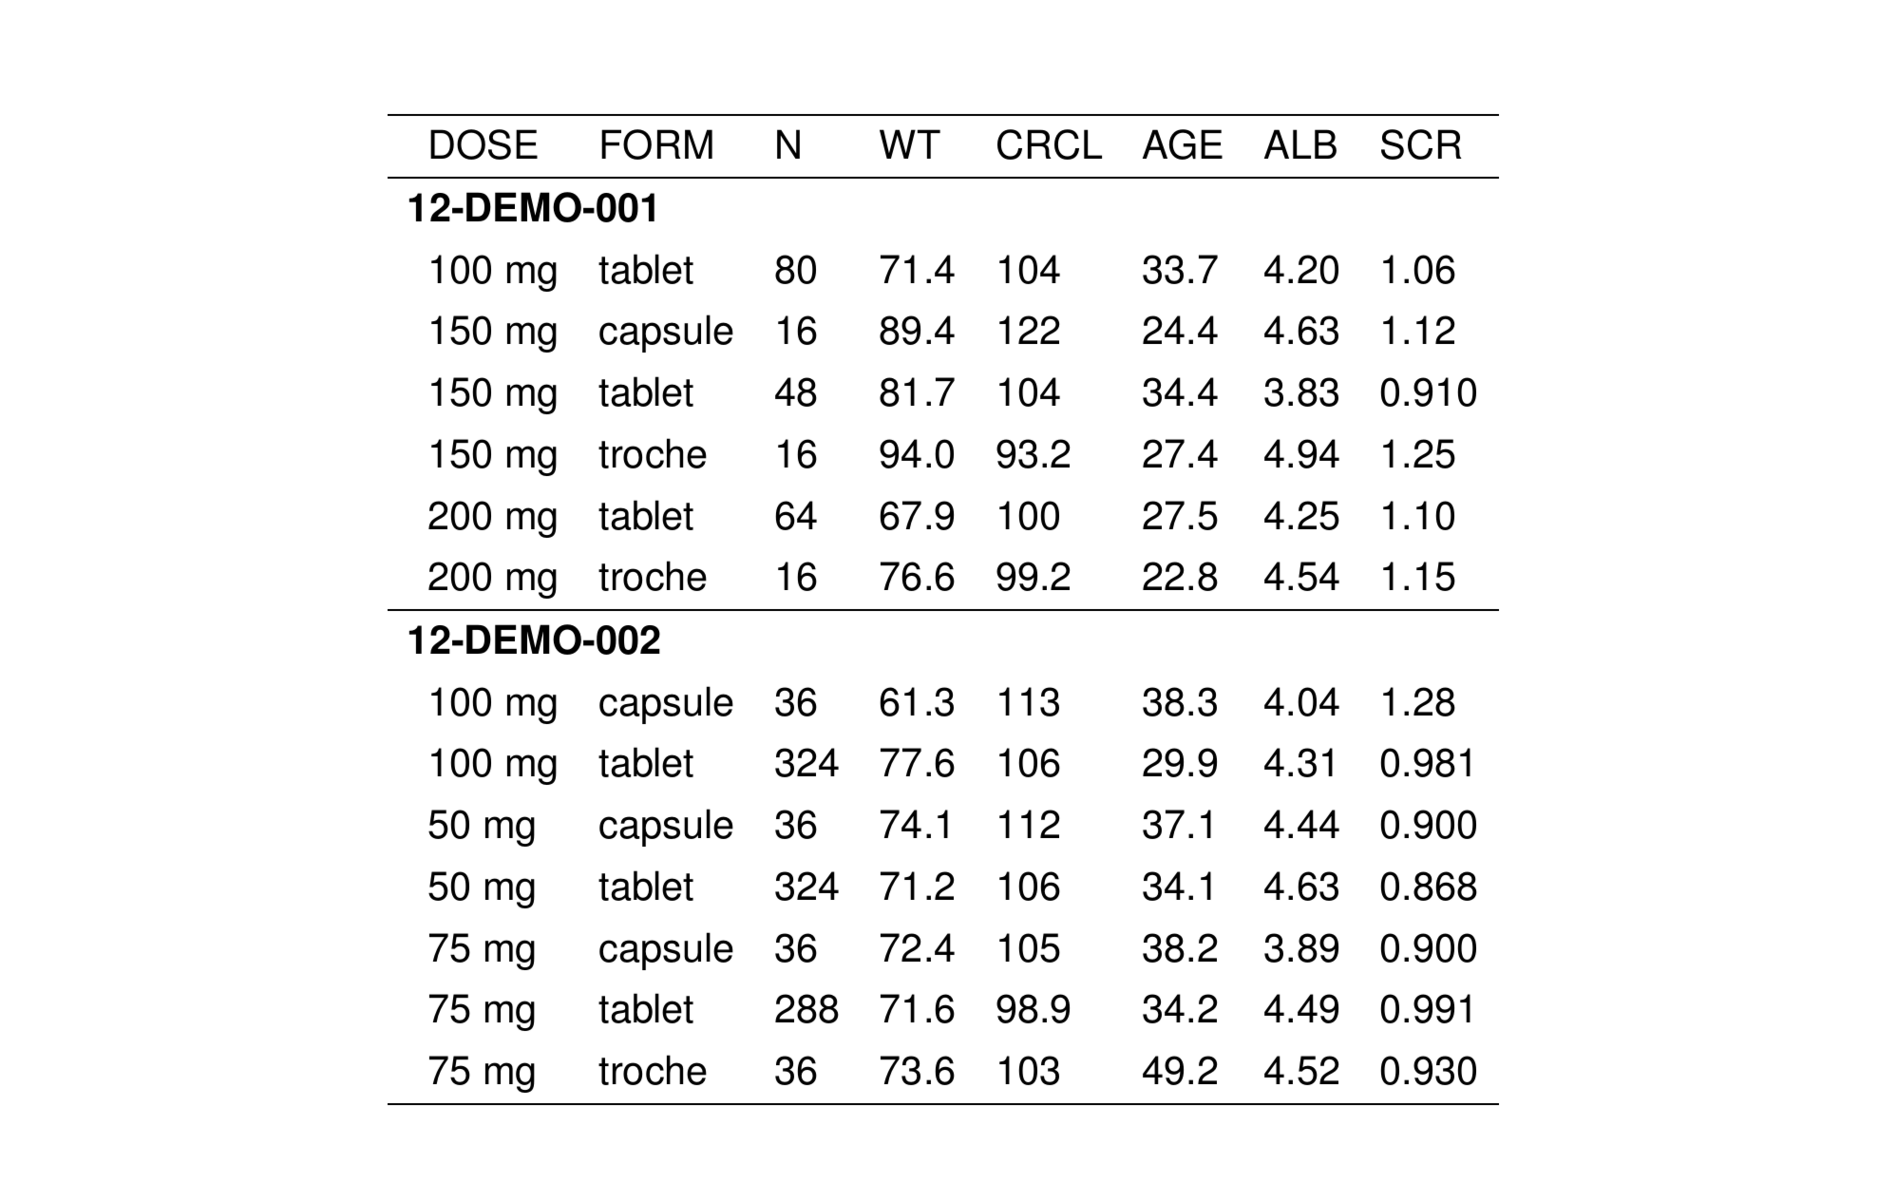 DOSE FORM N WT CRCL AGE ALB SCR
12-DEMO-001
100 mg tablet 80 71.4 104 33.7 4.20 1.06
150 mg capsule 16 89.4 122 24.4 4.63 1.12
150 mg tablet 48 81.7 104 34.4 3.83 0.910
150 mg troche 16 94.0 93.2 27.4 4.94 1.25
200 mg tablet 64 67.9 100 27.5 4.25 1.10
200 mg troche 16 76.6 99.2 22.8 4.54 1.15
12-DEMO-002
100 mg capsule 36 61.3 113 38.3 4.04 1.28
100 mg tablet 324 77.6 106 29.9 4.31 0.981
50 mg capsule 36 74.1 112 37.1 4.44 0.900
50 mg tablet 324 71.2 106 34.1 4.63 0.868
75 mg capsule 36 72.4 105 38.2 3.89 0.900
75 mg tablet 288 71.6 98.9 34.2 4.49 0.991
75 mg troche 36 73.6 103 49.2 4.52 0.930